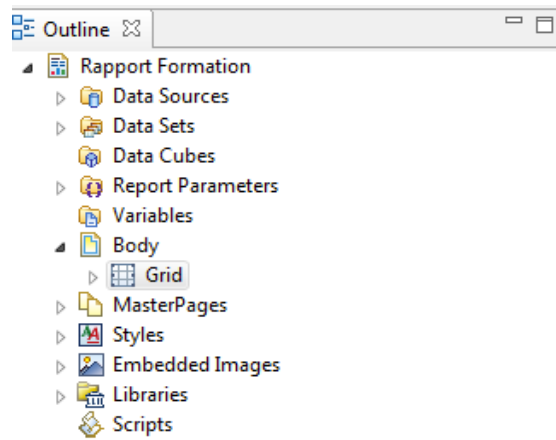 Outline
Rapport Formation
Data Sources
Data Sets
Data Cubes
Report Parameters
Variables
Body
Grid
MasterPages
Styles
Embedded Images
Libraries
Scripts